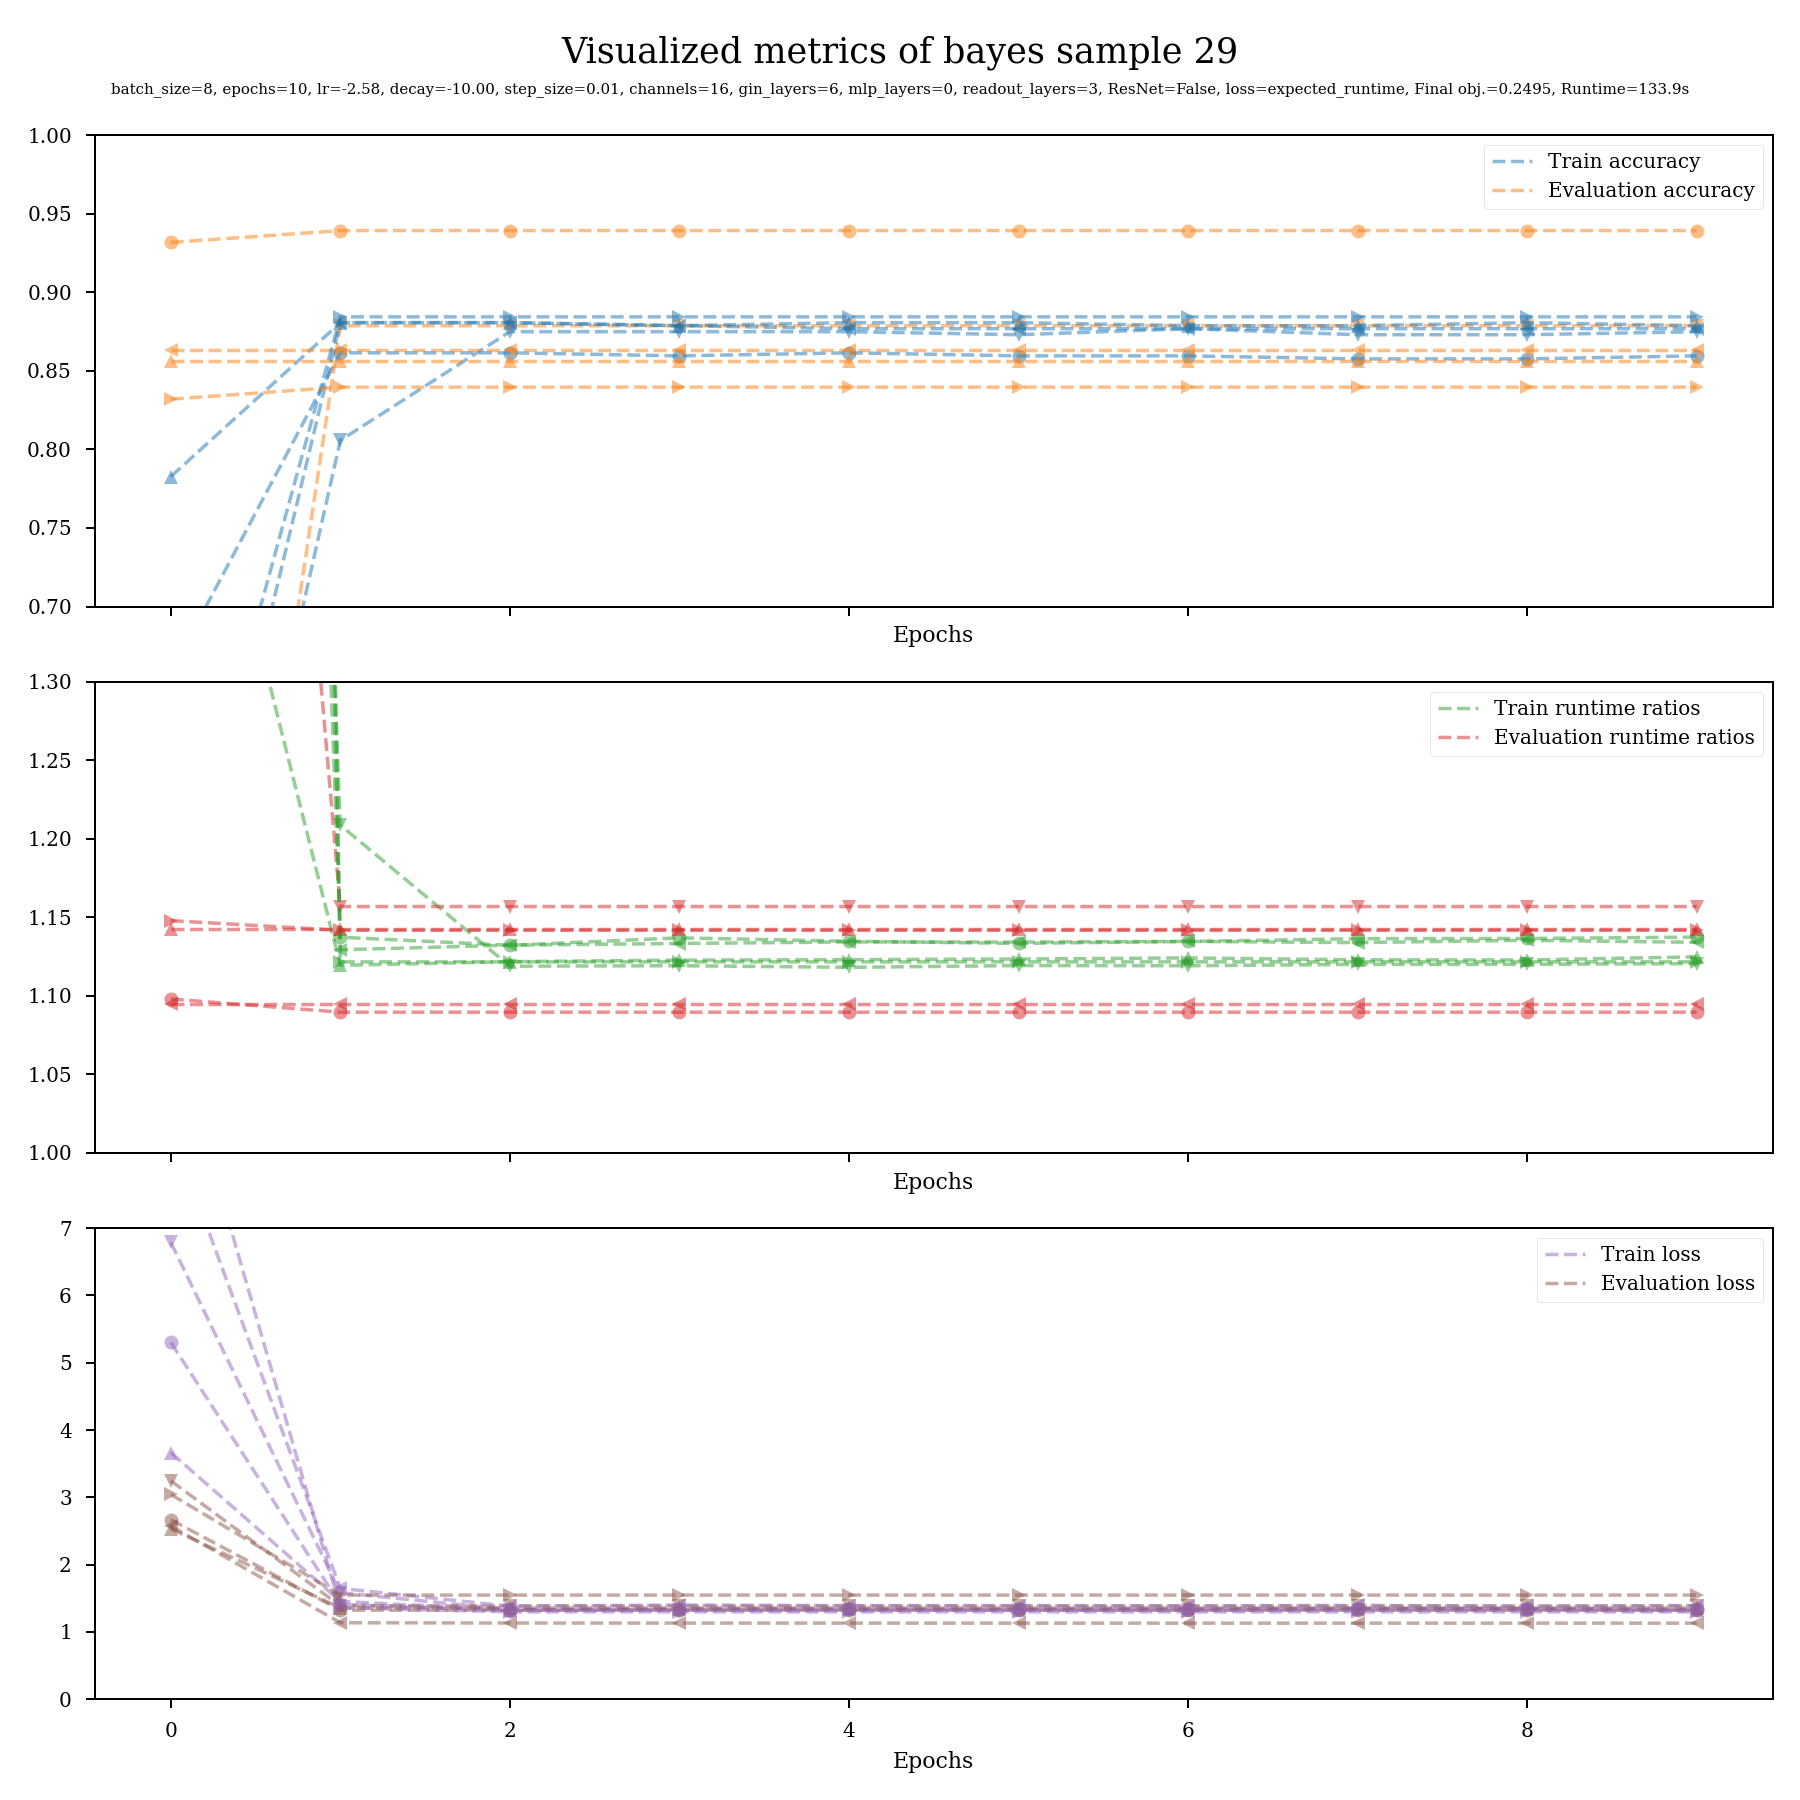 Visualized metrics of bayes sample 29
batch_size=8, epochs=10, lr=-2.58, decay=-10.00, step_size=0.01, channels=16, gin_layers=6, mlp_layers=0, readout_layers=3, ResNet=False, loss=expected_runtime, Final obj.=0.2495, Runtime=133.9s
1.00
0.95
0.90
0.85
0.80
0.75
0.70
Train accuracy
Evaluation accuracy
Epochs
1.30
1.25
1.20
1.15
1.10
1.05
1.00
Train runtime ratios
Evaluation runtime ratios
Epochs
7
6
5
4
3
2
1
0
Train loss
Evaluation loss
0 2 4 6 8
Epochs